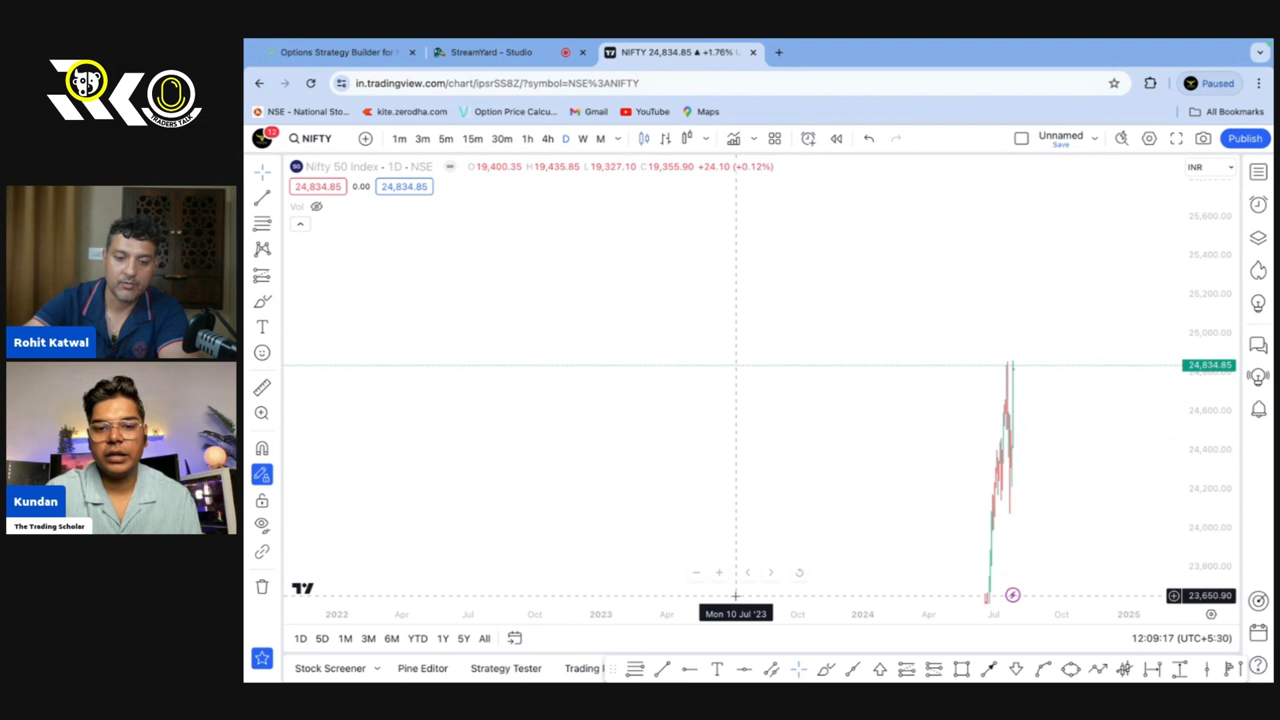 RKO
TRADERS TALK
Rohit Katwal
Kundan
The Trading Scholar
Options Strategy Builder for
StreamYard - Studio
NIFTY 24,834.85 ▲ +1.76%
in.tradingview.com/chart/ipsrSS8Z/?symbol=NSE%3ANIFTY
Paused
NSE - National Sto...
kite.zerodha.com
Option Price Calcu...
Gmail
YouTube
Maps
All Bookmarks
12
NIFTY
1m 3m 5m 15m 30m 1h 4h D W M
Unnamed
Save
Publish
50 Nifty 50 Index • 1D • NSE
O19,400.35 H19,435.85 L19,327.10 C19,355.90 +24.10 (+0.12%)
INR
24,834.85 0.00 24,834.85
Vol
25,600.00
25,400.00
25,200.00
25,000.00
24,834.85
24,600.00
24,400.00
24,200.00
24,000.00
23,800.00
23,650.90
2022 Apr Jul Oct 2023 Apr Mon 10 Jul '23 Oct 2024 Apr Jul Oct 2025
1D 5D 1M 3M 6M YTD 1Y 5Y All
12:09:17 (UTC+5:30)
Stock Screener Pine Editor Strategy Tester Trading